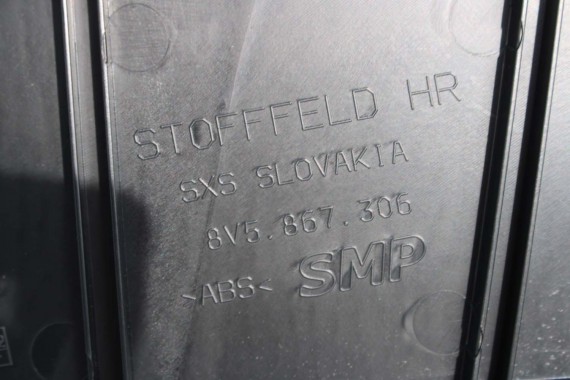 STOFFFELD HR
SXS SLOVAKIA
8V5.867.306
>ABS< SMP